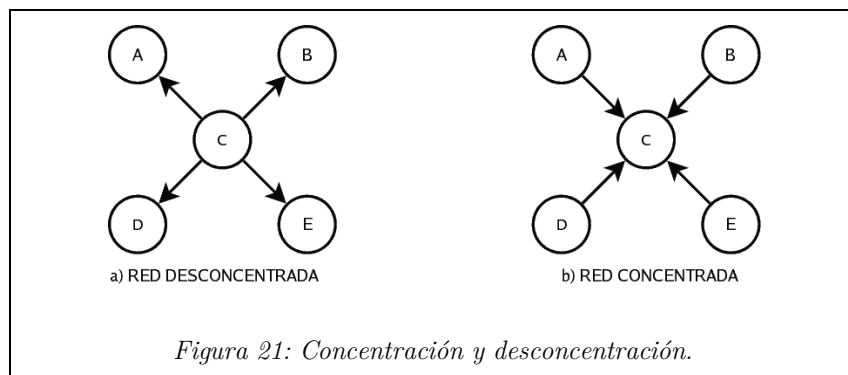 A B A B
C C
D E D E
a) RED DESCONCENTRADA b) RED CONCENTRADA
Figura 21: Concentración y desconcentración.